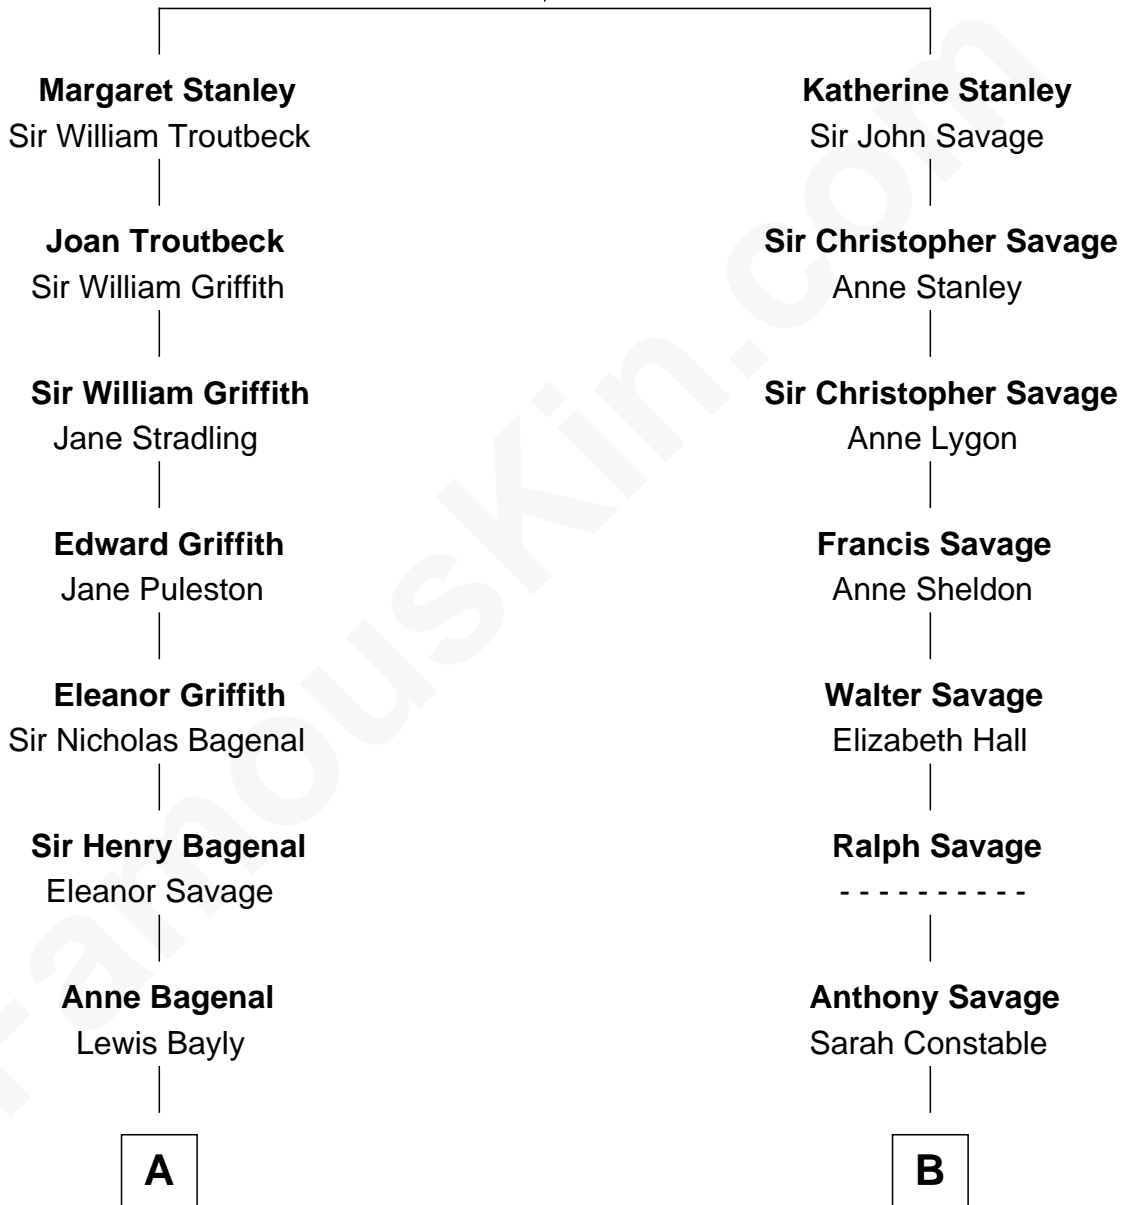 Margaret Stanley
Sir William Troutbeck
Joan Troutbeck
Sir William Griffith
Sir William Griffith
Jane Stradling
Edward Griffith
Jane Puleston
Eleanor Griffith
Sir Nicholas Bagenal
Sir Henry Bagenal
Eleanor Savage
Anne Bagenal
Lewis Bayly
A
Katherine Stanley
Sir John Savage
Sir Christopher Savage
Anne Stanley
Sir Christopher Savage
Anne Lygon
Francis Savage
Anne Sheldon
Walter Savage
Elizabeth Hall
Ralph Savage
- - - - - - - - - -
Anthony Savage
Sarah Constable
B
FamousKin.com